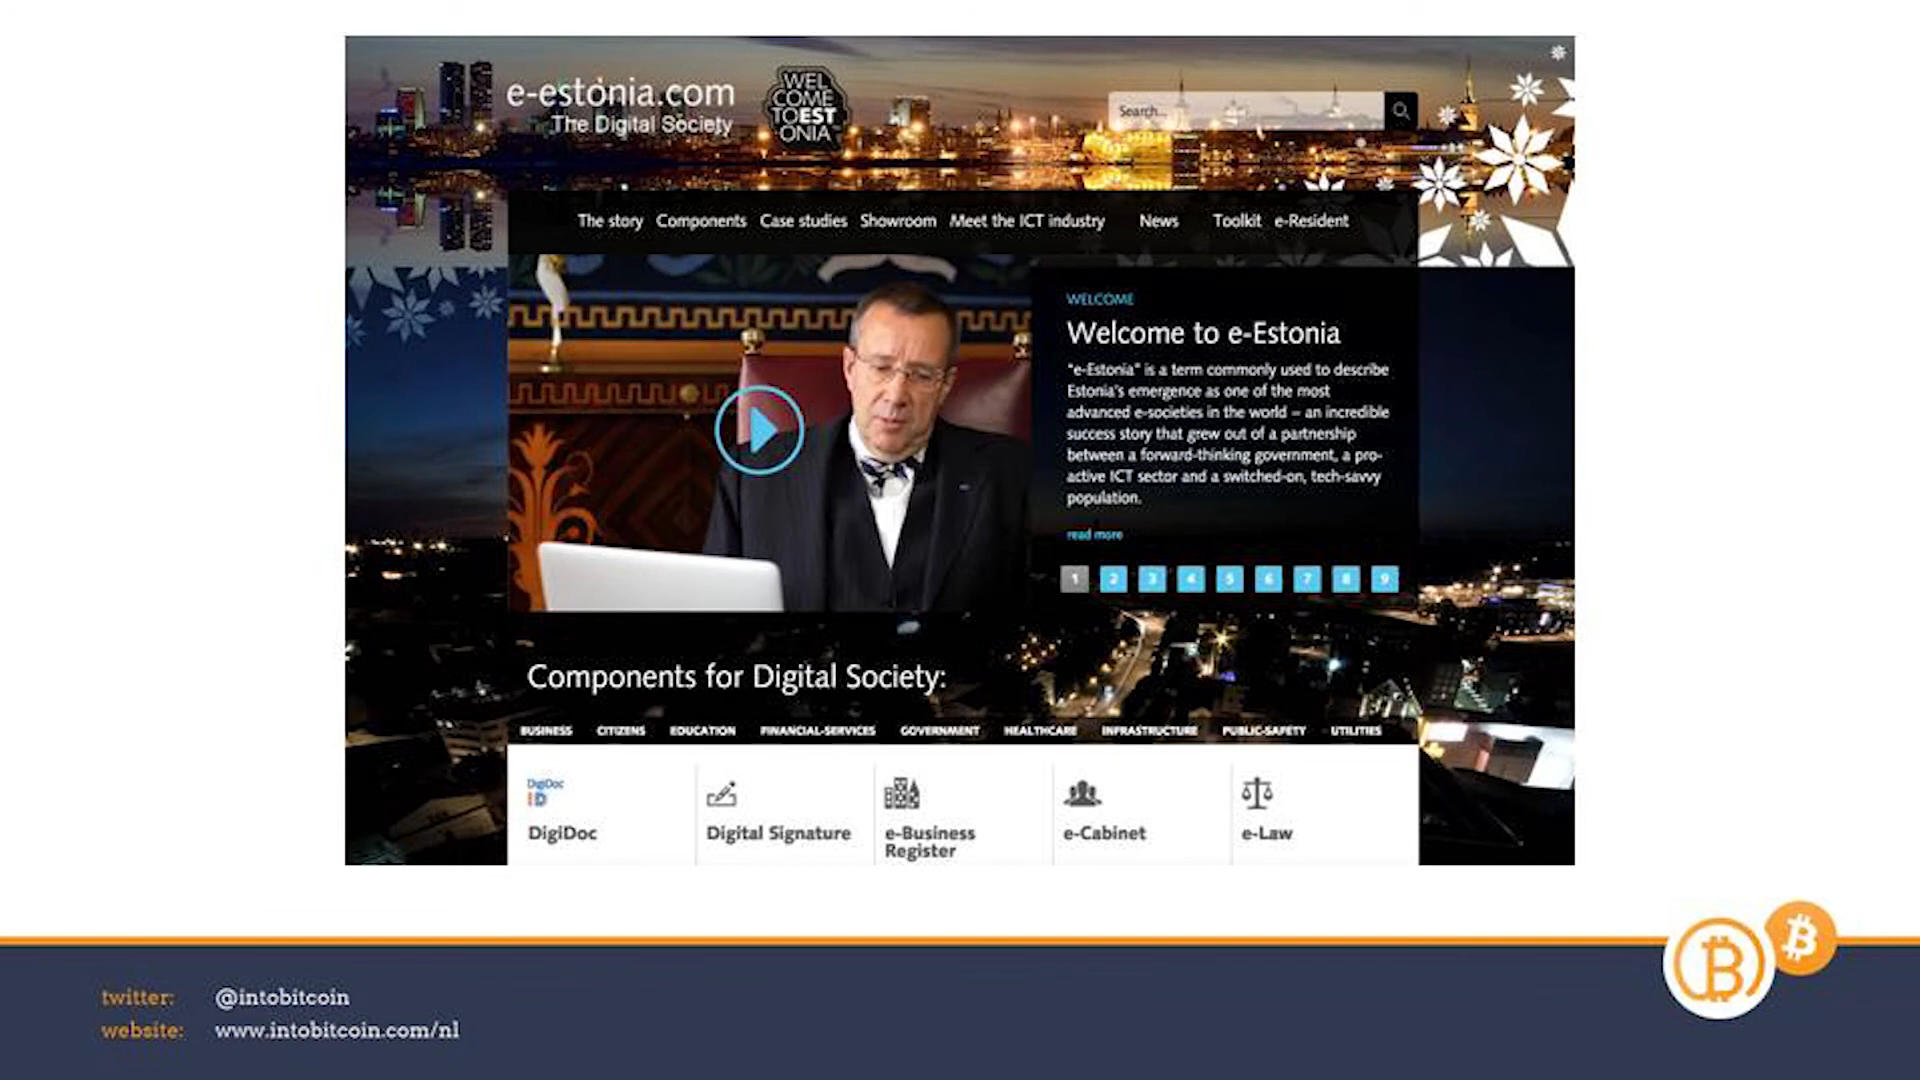 e-estonia.com
The Digital Society
WEL
COME
TOEST
ONIA
Search...
The story Components Case studies Showroom Meet the ICT industry News Toolkit e-Resident
WELCOME
Welcome to e-Estonia
"e-Estonia" is a term commonly used to describe
Estonia's emergence as one of the most
advanced e-societies in the world – an incredible
success story that grew out of a partnership
between a forward-thinking government, a pro-
active ICT sector and a switched-on, tech-savvy
population.
read more
1 2 3 4 5 6 7 8 9
Components for Digital Society:
BUSINESS CITIZENS EDUCATION FINANCIAL-SERVICES GOVERNMENT HEALTHCARE INFRASTRUCTURE PUBLIC-SAFETY UTILITIES
DigiDoc
ID
DigiDoc
Digital Signature
e-Business
Register
e-Cabinet
e-Law
twitter: @intobitcoin
website: www.intobitcoin.com/nl